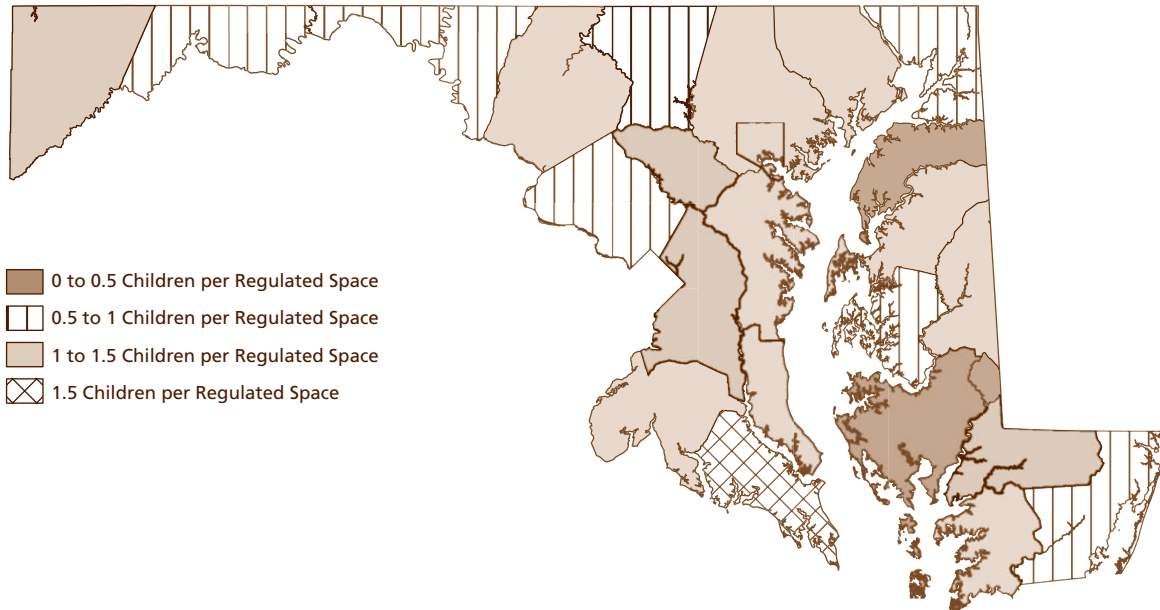 0 to 0.5 Children per Regulated Space
0.5 to 1 Children per Regulated Space
1 to 1.5 Children per Regulated Space
1.5 Children per Regulated Space